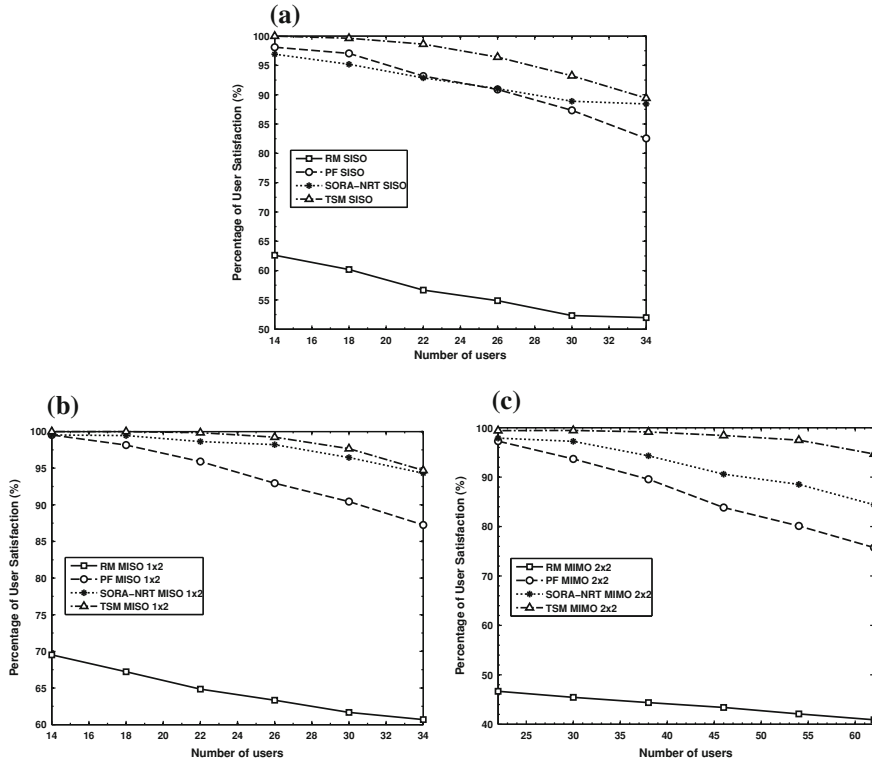 (a)
100
95
90
85
80
75
70
65
60
55
50
Percentage of User Satisfaction (%)
RM SISO
PF SISO
SORA-NRT SISO
TSM SISO
14 16 18 20 22 24 26 28 30 32 34
Number of users
(b)
100
95
90
85
80
75
70
65
60
Percentage of User Satisfaction (%)
RM MISO 1x2
PF MISO 1x2
SORA-NRT MISO 1x2
TSM MISO 1x2
14 16 18 20 22 24 26 28 30 32 34
Number of users
(c)
100
90
80
70
60
50
40
Percentage of User Satisfaction (%)
RM MIMO 2x2
PF MIMO 2x2
SORA-NRT MIMO 2x2
TSM MIMO 2x2
25 30 35 40 45 50 55 60
Number of users